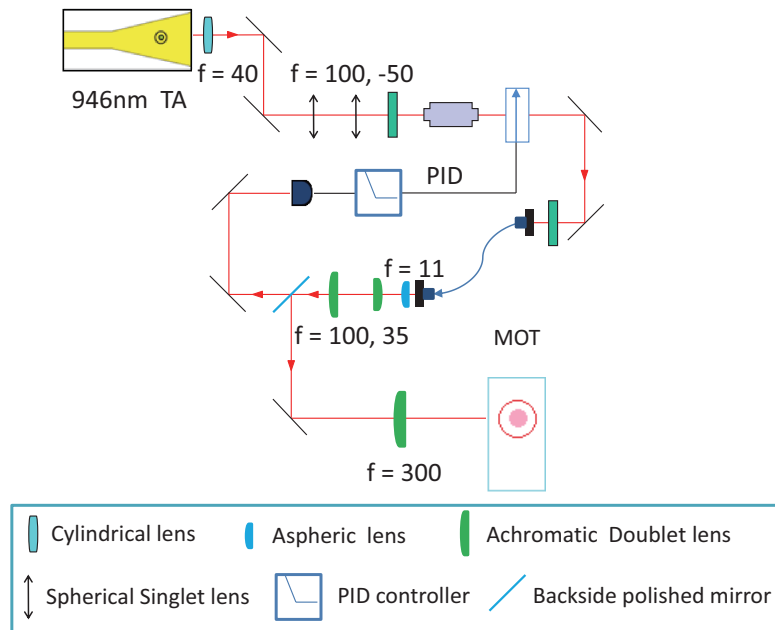 f = 40
f = 100, -50
946nm TA
PID
f = 11
f = 100, 35
MOT
f = 300
Cylindrical lens
Aspheric lens
Achromatic Doublet lens
Spherical Singlet lens
PID controller
Backside polished mirror